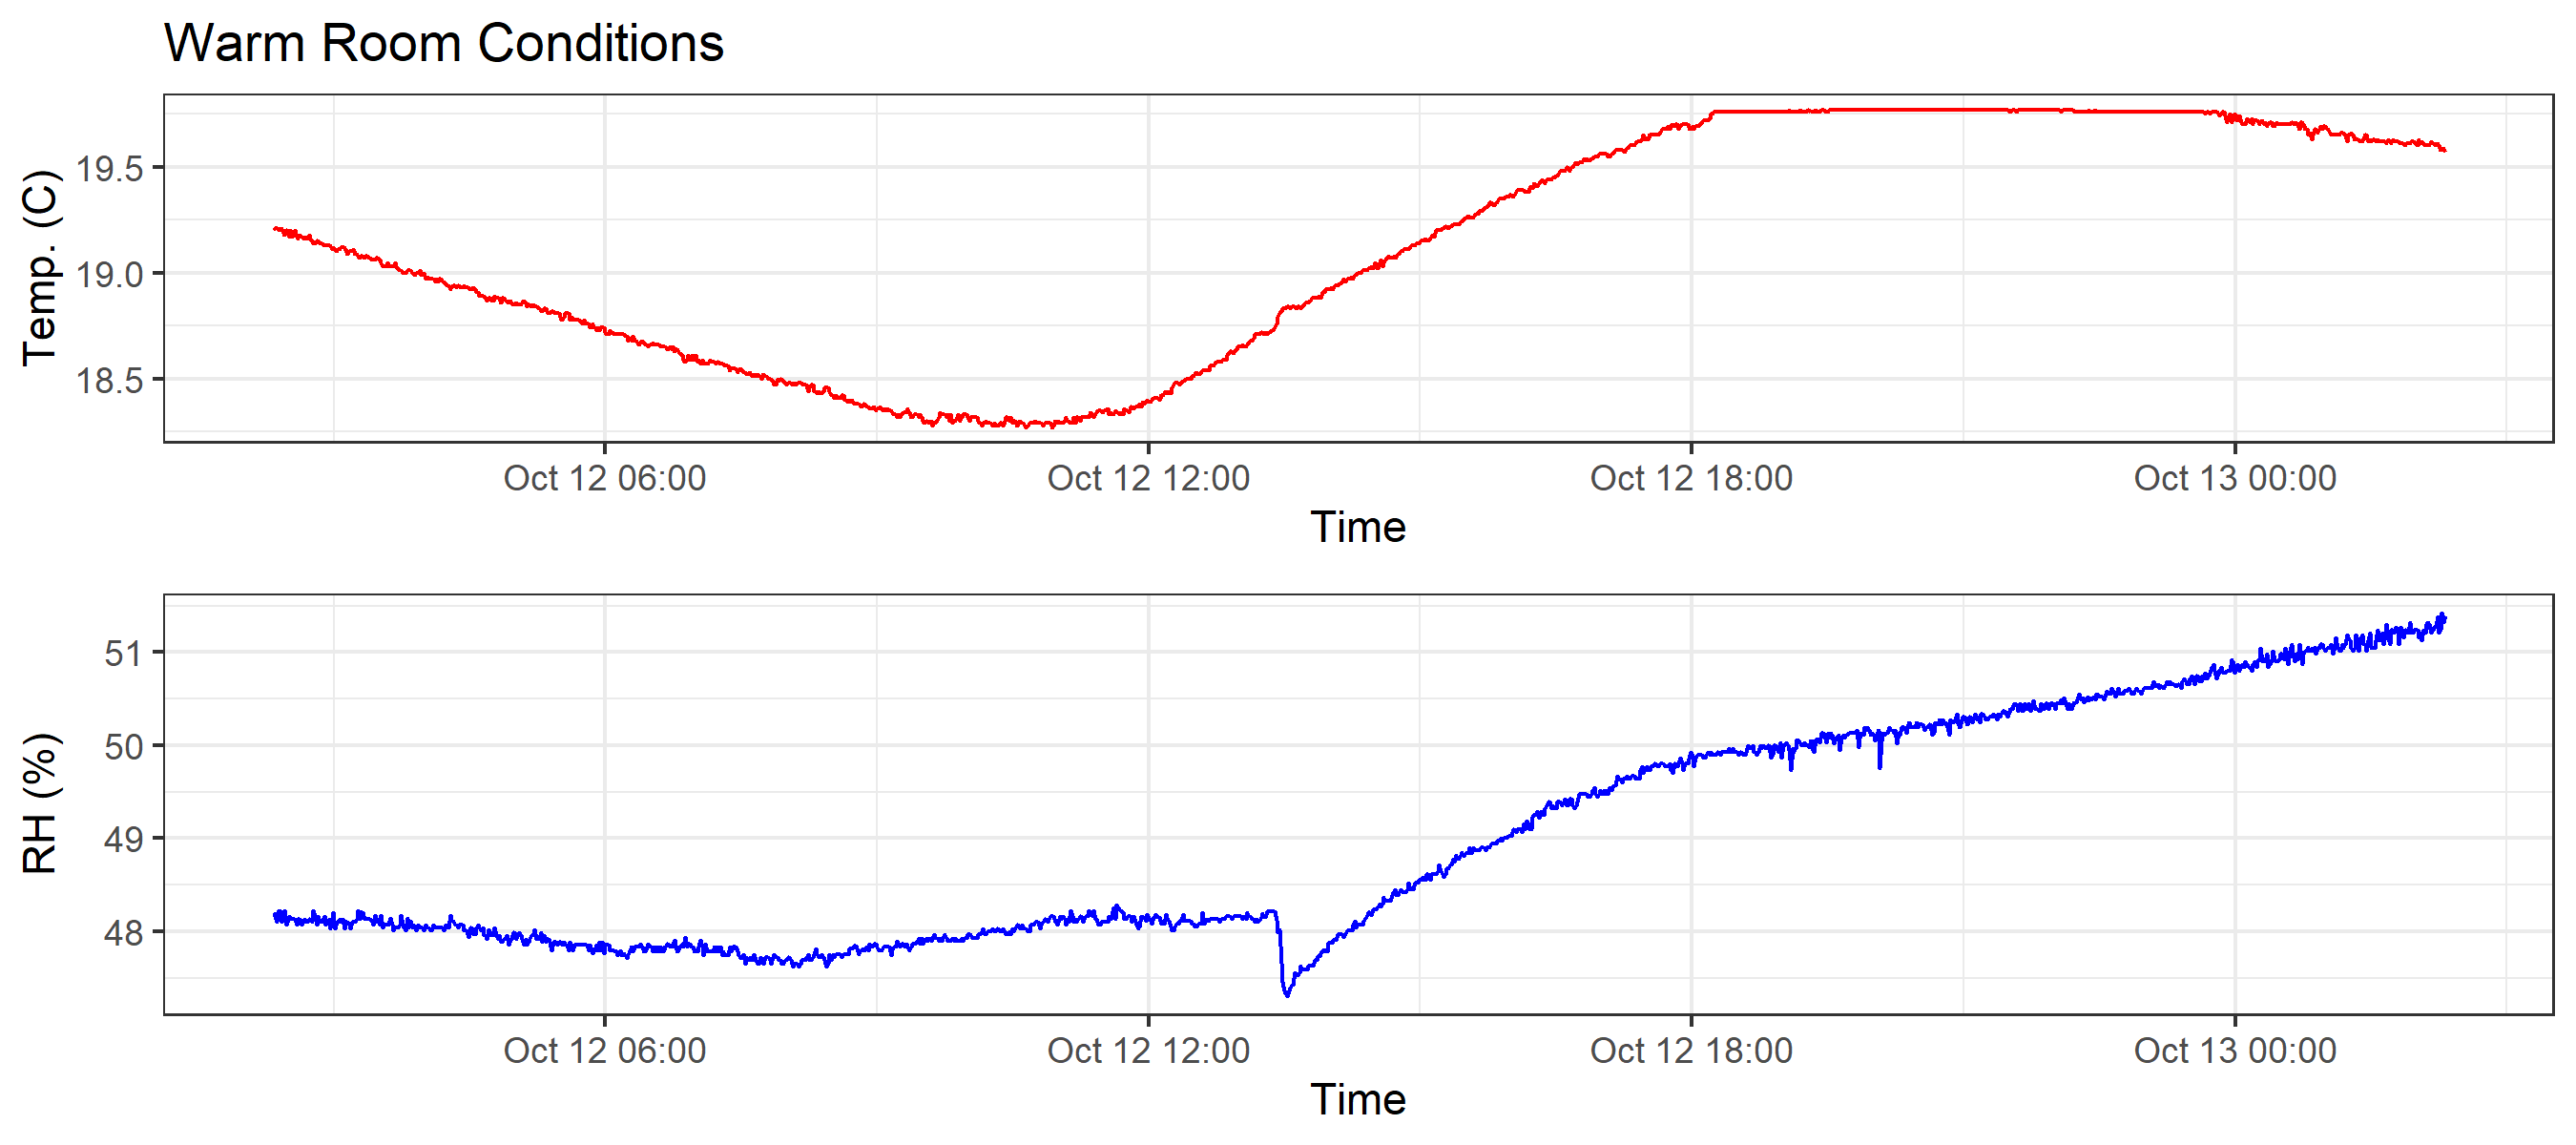 Warm Room Conditions
Temp. (C)
19.5
19.0
18.5
Oct 12 06:00 Oct 12 12:00 Oct 12 18:00 Oct 13 00:00
Time
RH (%)
51
50
49
48
Oct 12 06:00 Oct 12 12:00 Oct 12 18:00 Oct 13 00:00
Time